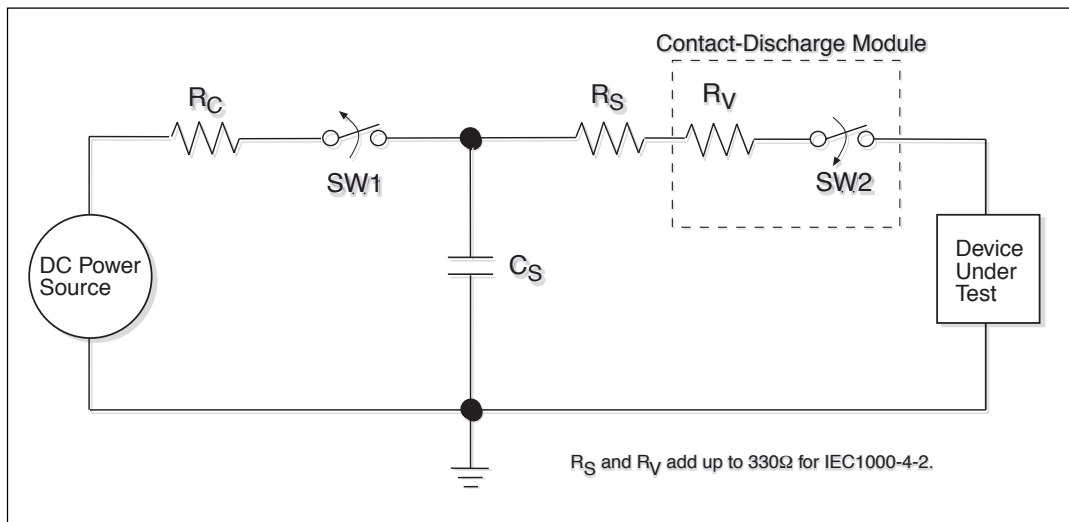 Contact-Discharge Module
RC
RS
RV
SW1
SW2
DC Power
Source
CS
Device
Under
Test
RS and RV add up to 330Ω for IEC1000-4-2.